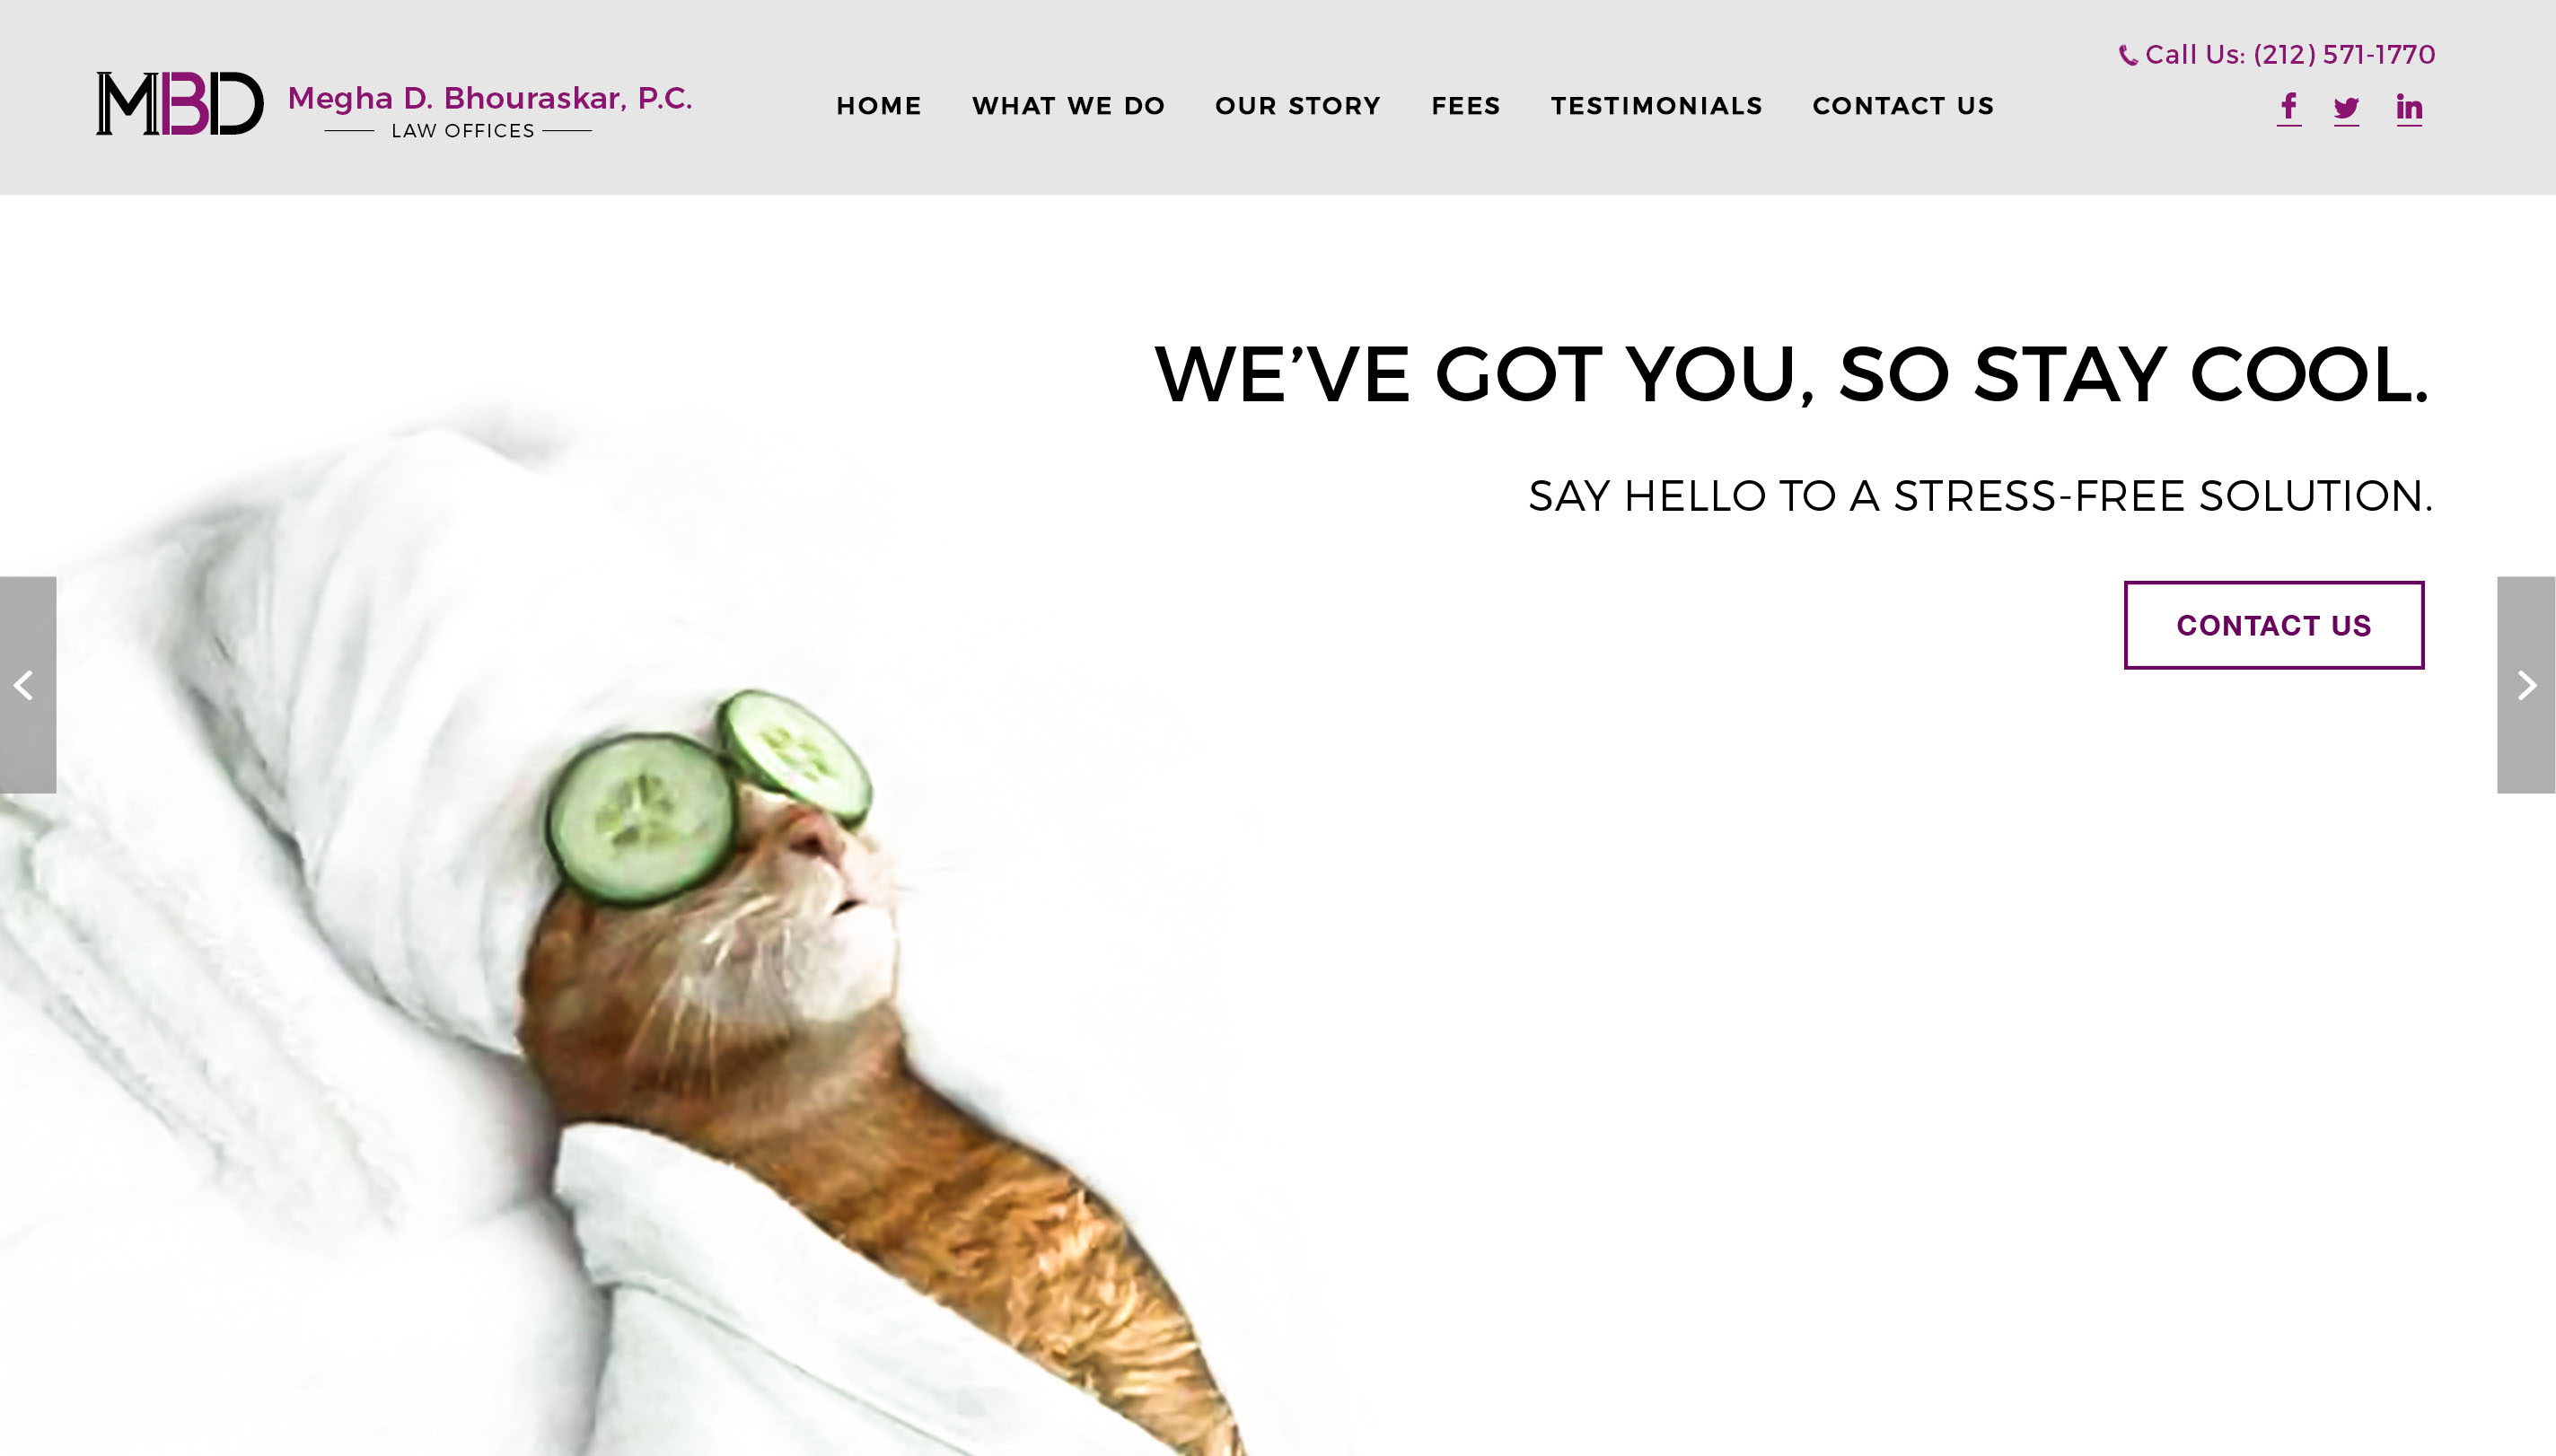 MBD
Megha D. Bhouraskar, P.C.
LAW OFFICES
HOME WHAT WE DO OUR STORY FEES TESTIMONIALS CONTACT US
Call Us: (212) 571-1770
f in
WE’VE GOT YOU, SO STAY COOL.
SAY HELLO TO A STRESS-FREE SOLUTION.
CONTACT US